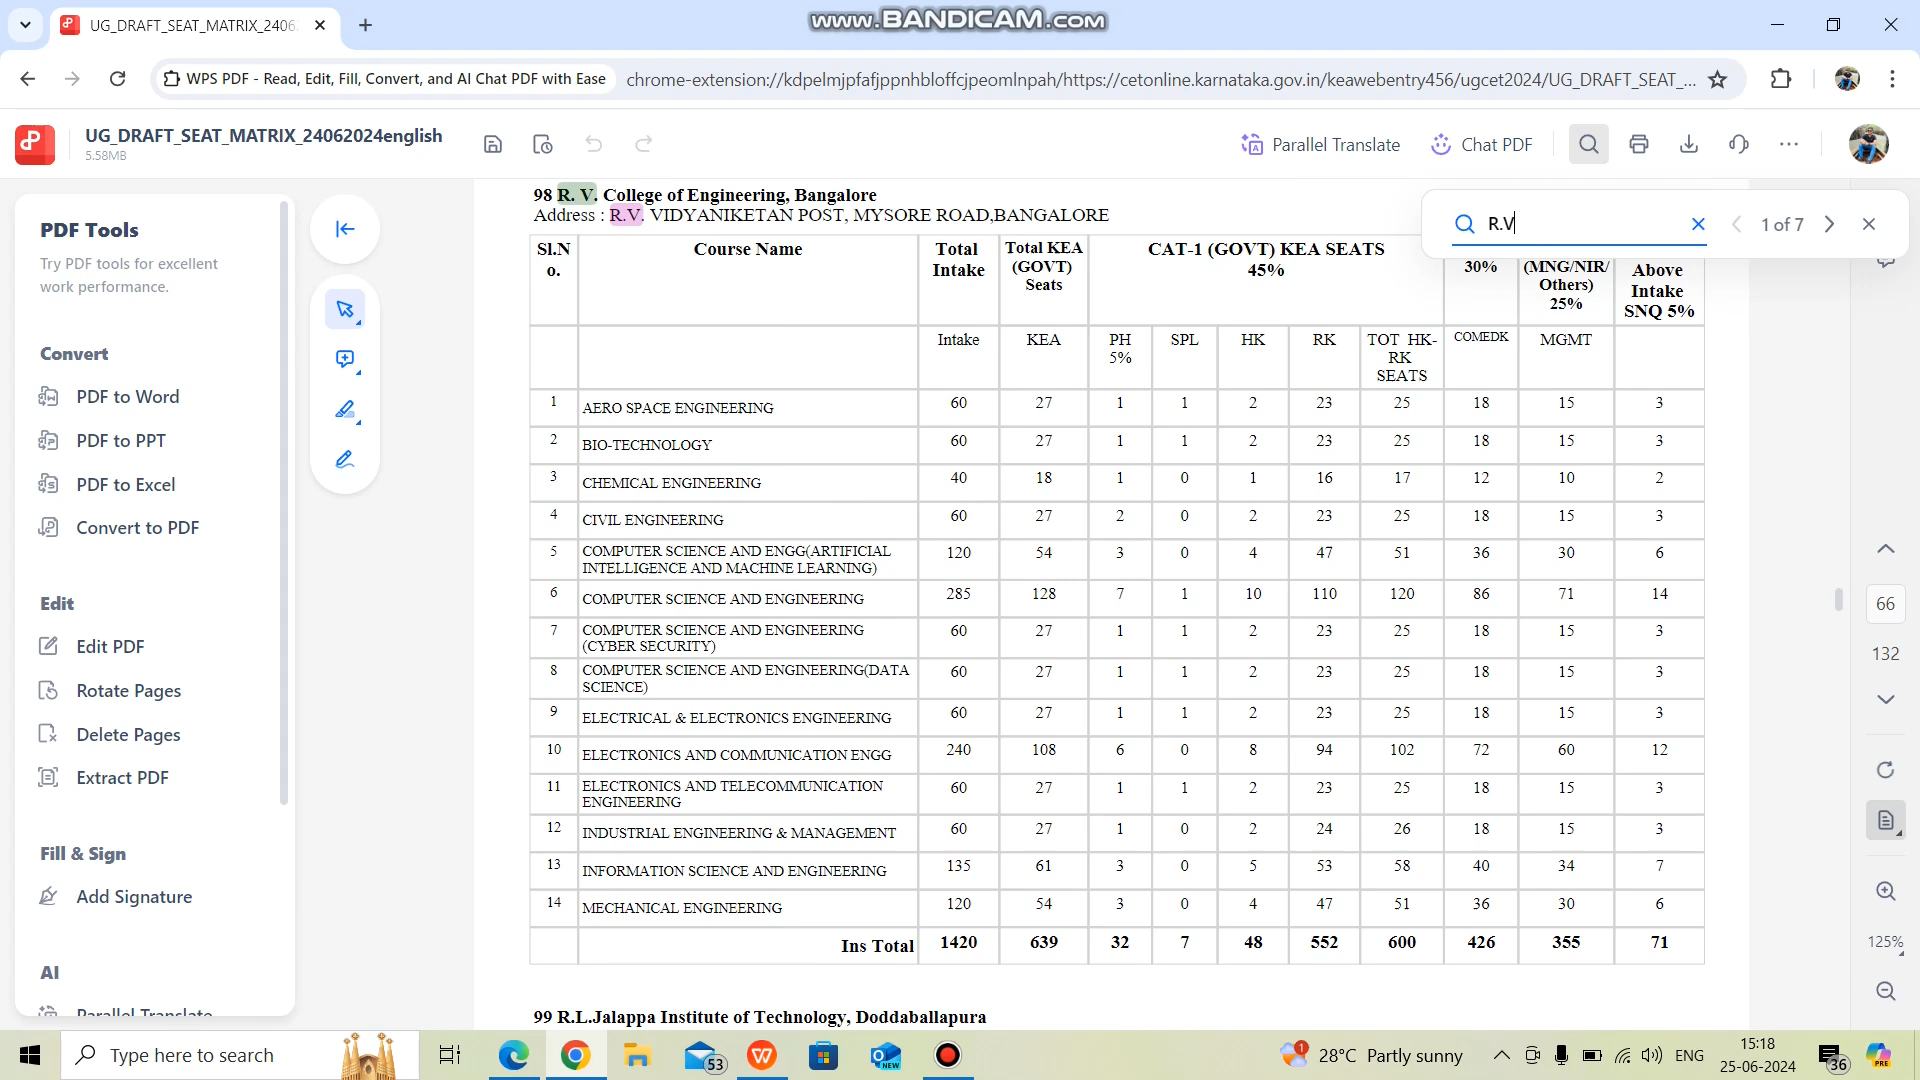 UG_DRAFT_SEAT_MATRIX_2406
www.BANDICAM.com
WPS PDF - Read, Edit, Fill, Convert, and AI Chat PDF with Ease
chrome-extension://kdpelmjpfafjppnhbloffcjpeomlnpah/https://cetonline.karnataka.gov.in/keawebentry456/ugcet2024/UG_DRAFT_SEAT_...
UG_DRAFT_SEAT_MATRIX_24062024english
5.58MB
Parallel Translate
Chat PDF
R.V
1 of 7
PDF Tools
Try PDF tools for excellent
work performance.
Convert
PDF to Word
PDF to PPT
PDF to Excel
Convert to PDF
Edit
Edit PDF
Rotate Pages
Delete Pages
Extract PDF
Fill & Sign
Add Signature
AI
Parallel Translate
98 R. V. College of Engineering, Bangalore
Address : R.V. VIDYANIKETAN POST, MYSORE ROAD,BANGALORE
Sl.No. Course Name Total Intake Total KEA (GOVT) Seats CAT-1 (GOVT) KEA SEATS 45% 30% (MNG/NIR/Others) 25% Above Intake SNQ 5%
Intake KEA PH 5% SPL HK RK TOT HK-RK SEATS COMEDK MGMT
1 AERO SPACE ENGINEERING 60 27 1 1 2 23 25 18 15 3
2 BIO-TECHNOLOGY 60 27 1 1 2 23 25 18 15 3
3 CHEMICAL ENGINEERING 40 18 1 0 1 16 17 12 10 2
4 CIVIL ENGINEERING 60 27 2 0 2 23 25 18 15 3
5 COMPUTER SCIENCE AND ENGG(ARTIFICIAL INTELLIGENCE AND MACHINE LEARNING) 120 54 3 0 4 47 51 36 30 6
6 COMPUTER SCIENCE AND ENGINEERING 285 128 7 1 10 110 120 86 71 14
7 COMPUTER SCIENCE AND ENGINEERING (CYBER SECURITY) 60 27 1 1 2 23 25 18 15 3
8 COMPUTER SCIENCE AND ENGINEERING(DATA SCIENCE) 60 27 1 1 2 23 25 18 15 3
9 ELECTRICAL & ELECTRONICS ENGINEERING 60 27 1 1 2 23 25 18 15 3
10 ELECTRONICS AND COMMUNICATION ENGG 240 108 6 0 8 94 102 72 60 12
11 ELECTRONICS AND TELECOMMUNICATION ENGINEERING 60 27 1 1 2 23 25 18 15 3
12 INDUSTRIAL ENGINEERING & MANAGEMENT 60 27 1 0 2 24 26 18 15 3
13 INFORMATION SCIENCE AND ENGINEERING 135 61 3 0 5 53 58 40 34 7
14 MECHANICAL ENGINEERING 120 54 3 0 4 47 51 36 30 6
Ins Total 1420 639 32 7 48 552 600 426 355 71
99 R.L.Jalappa Institute of Technology, Doddaballapura
66
132
125%
Type here to search
53
NEW
1
28°C Partly sunny
ENG
15:18
25-06-2024
36
PRE